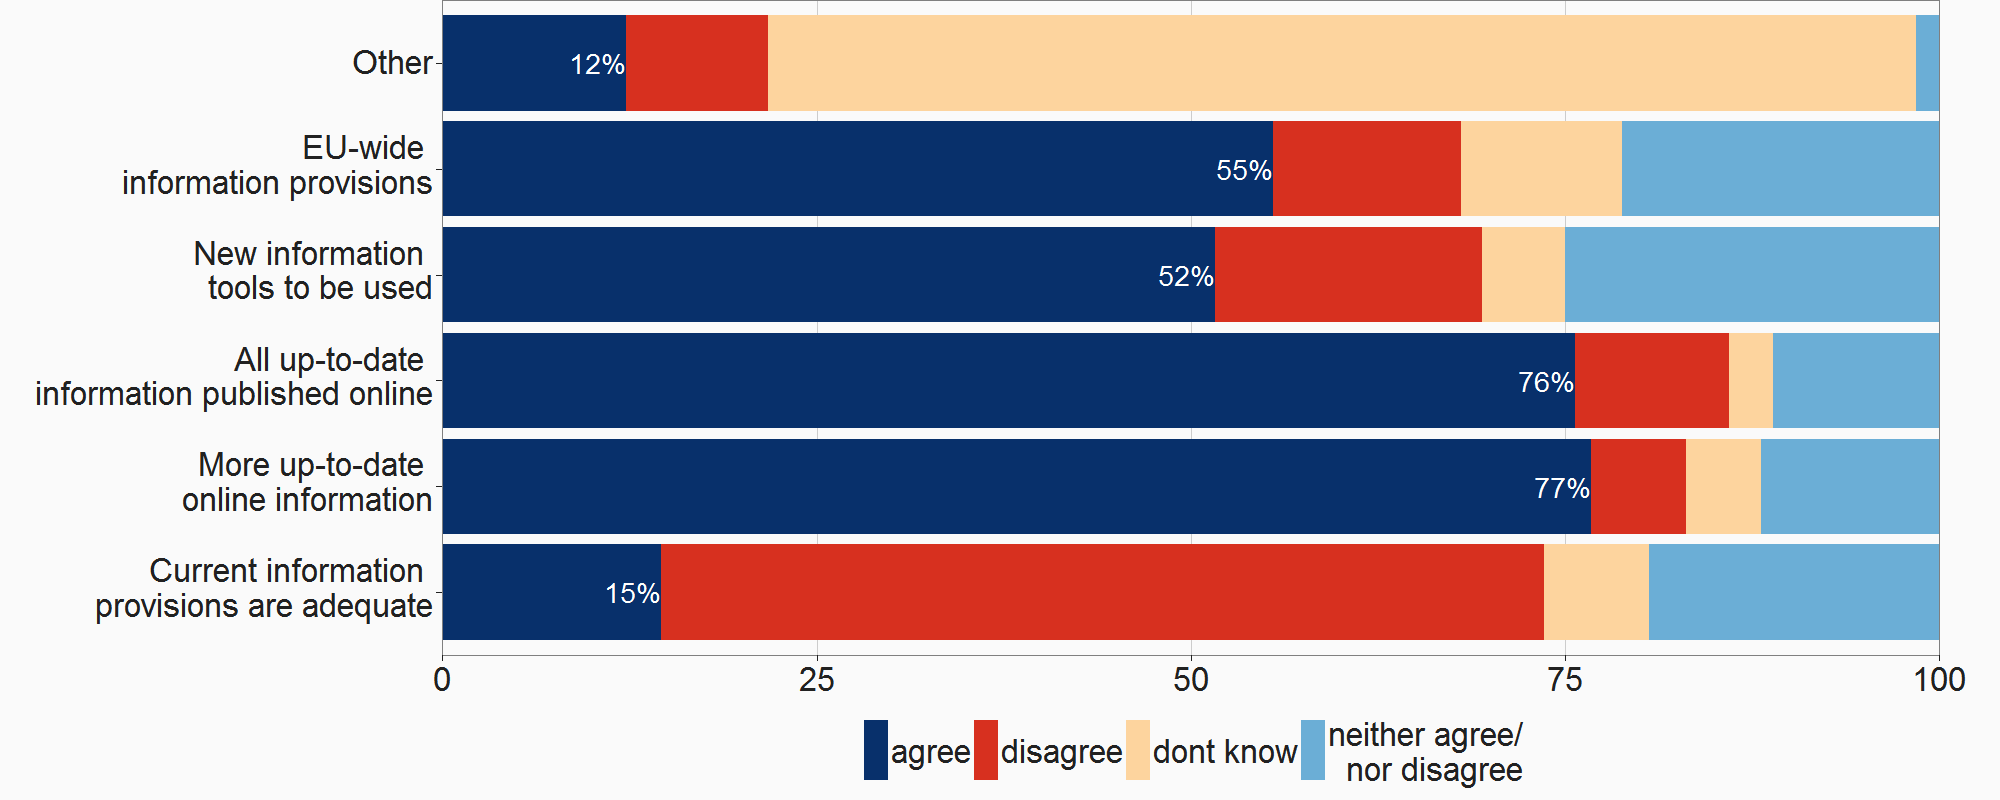 Other
12%
EU-wide
information provisions
55%
New information
tools to be used
52%
All up-to-date
information published online
76%
More up-to-date
online information
77%
Current information
provisions are adequate
15%
0 25 50 75 100
agree disagree dont know neither agree/
nor disagree